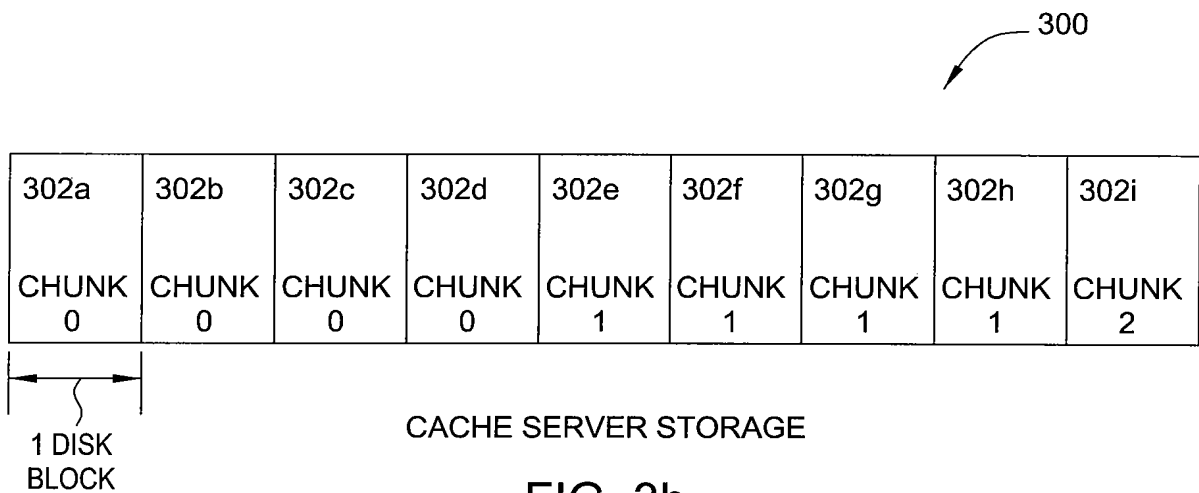 300
302a 302b 302c 302d 302e 302f 302g 302h 302i
CHUNK CHUNK CHUNK CHUNK CHUNK CHUNK CHUNK CHUNK CHUNK
0 0 0 0 1 1 1 1 2
1 DISK
BLOCK
CACHE SERVER STORAGE